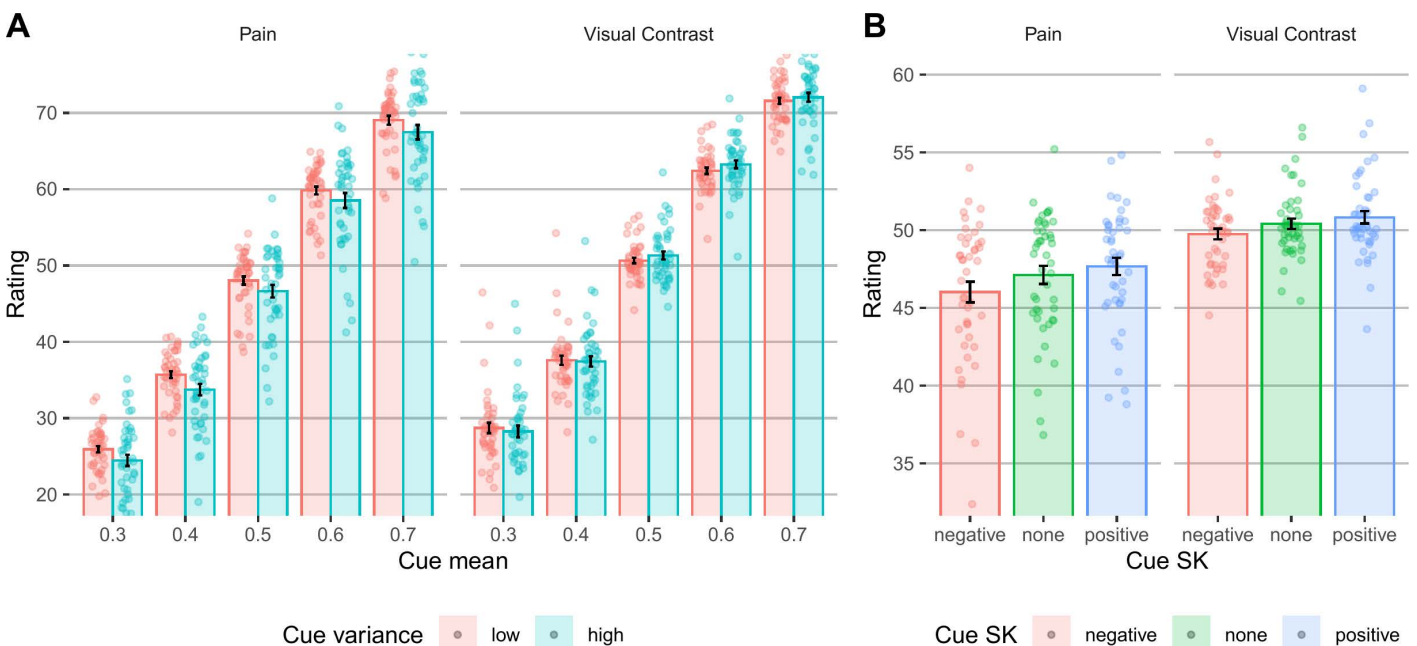 A
Pain
Visual Contrast
Rating
70
60
50
40
30
20
0.3 0.4 0.5 0.6 0.7
0.3 0.4 0.5 0.6 0.7
Cue mean
Cue variance low high
B
Pain
Visual Contrast
Rating
60
55
50
45
40
35
negative none positive
negative none positive
Cue SK
Cue SK negative none positive